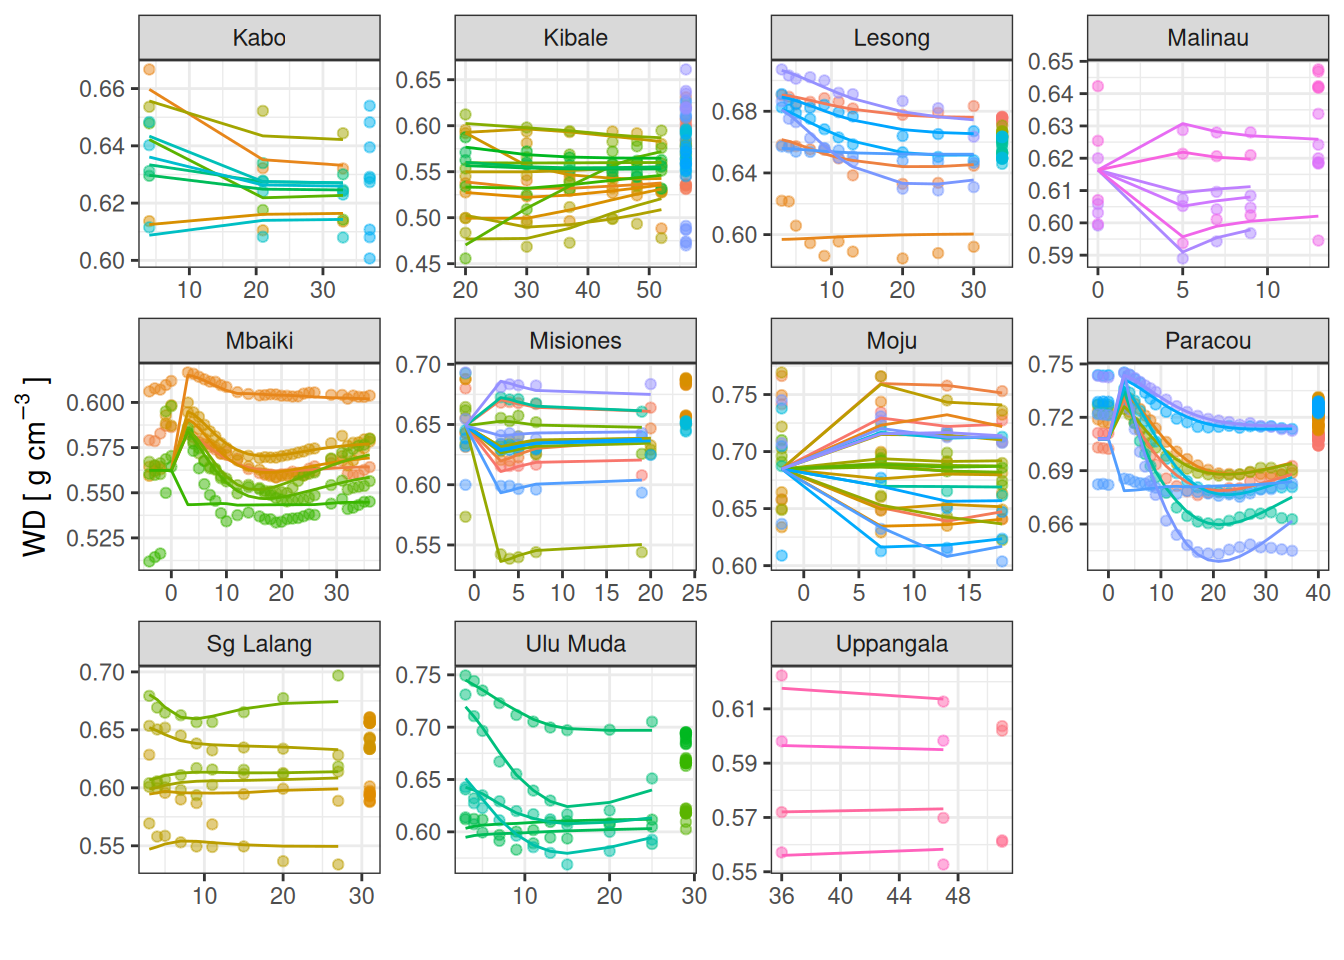 Kabo Kibale Lesong Malinau
0.66 0.64 0.62 0.60
10 20 30
0.65 0.60 0.55 0.50 0.45
20 30 40 50
0.68 0.64 0.60
10 20 30
0.65 0.64 0.63 0.62 0.61 0.60 0.59
0 5 10
Mbaiki Misiones Moju Paracou
0.600 0.575 0.550 0.525
0 10 20 30
0.70 0.65 0.60 0.55
0 5 10 15 20 25
0.75 0.70 0.65 0.60
0 5 10 15
0.75 0.72 0.69 0.66
0 10 20 30 40
WD [ g cm⁻³ ]
Sg Lalang Ulu Muda Uppangala
0.70 0.65 0.60 0.55
10 20 30
0.75 0.70 0.65 0.60
10 20 30
0.61 0.59 0.57 0.55
36 40 44 48